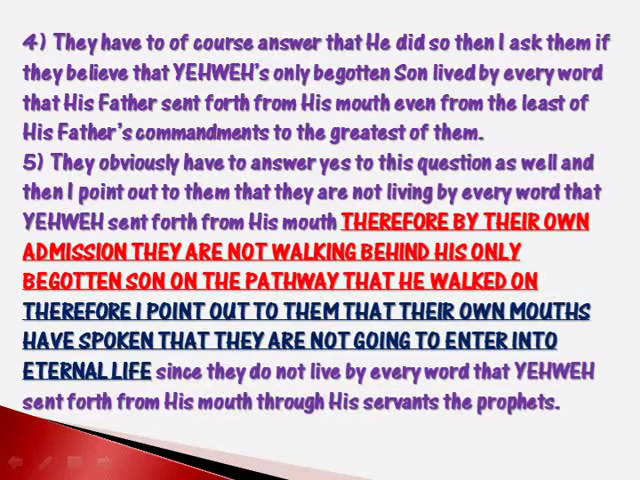 4) They have to of course answer that He did so then I ask them if
they believe that YEHWEH's only begotten Son lived by every word
that His Father sent forth from His mouth even from the least of
His Father's commandments to the greatest of them.
5) They obviously have to answer yes to this question as well and
then I point out to them that they are not living by every word that
YEHWEH sent forth from His mouth THEREFORE BY THEIR OWN
ADMISSION THEY ARE NOT WALKING BEHIND HIS ONLY
BEGOTTEN SON ON THE PATHWAY THAT HE WALKED ON
THEREFORE I POINT OUT TO THEM THAT THEIR OWN MOUTHS
HAVE SPOKEN THAT THEY ARE NOT GOING TO ENTER INTO
ETERNAL LIFE since they do not live by every word that YEHWEH
sent forth from His mouth through His servants the prophets.